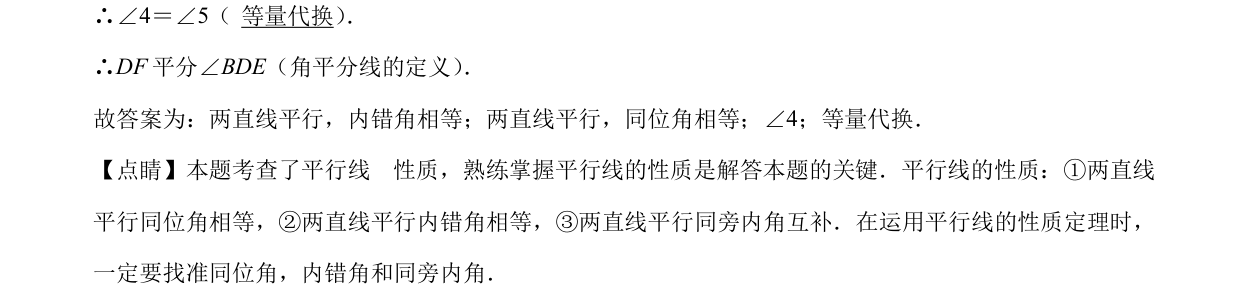 ∴∠4＝∠5（ 等量代换）.
∴DF 平分∠BDE（角平分线的定义）.
故答案为：两直线平行，内错角相等；两直线平行，同位角相等；∠4；等量代换．
【点睛】本题考查了平行线　性质，熟练掌握平行线的性质是解答本题的关键．平行线的性质：①两直线
平行同位角相等，②两直线平行内错角相等，③两直线平行同旁内角互补．在运用平行线的性质定理时，
一定要找准同位角，内错角和同旁内角．